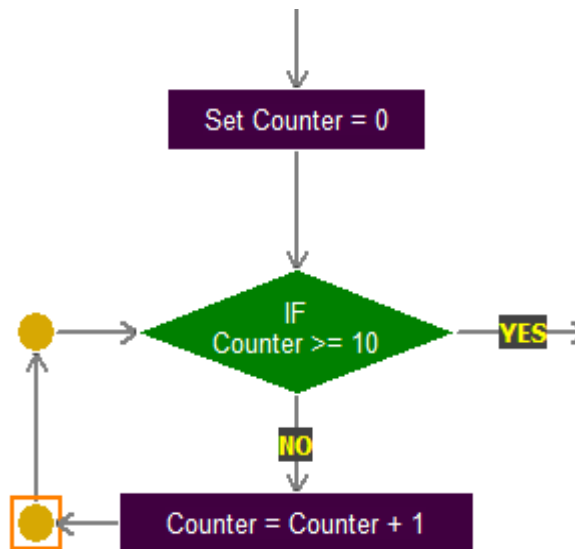 Set Counter = 0
IF
Counter >= 10
YES
NO
Counter = Counter + 1